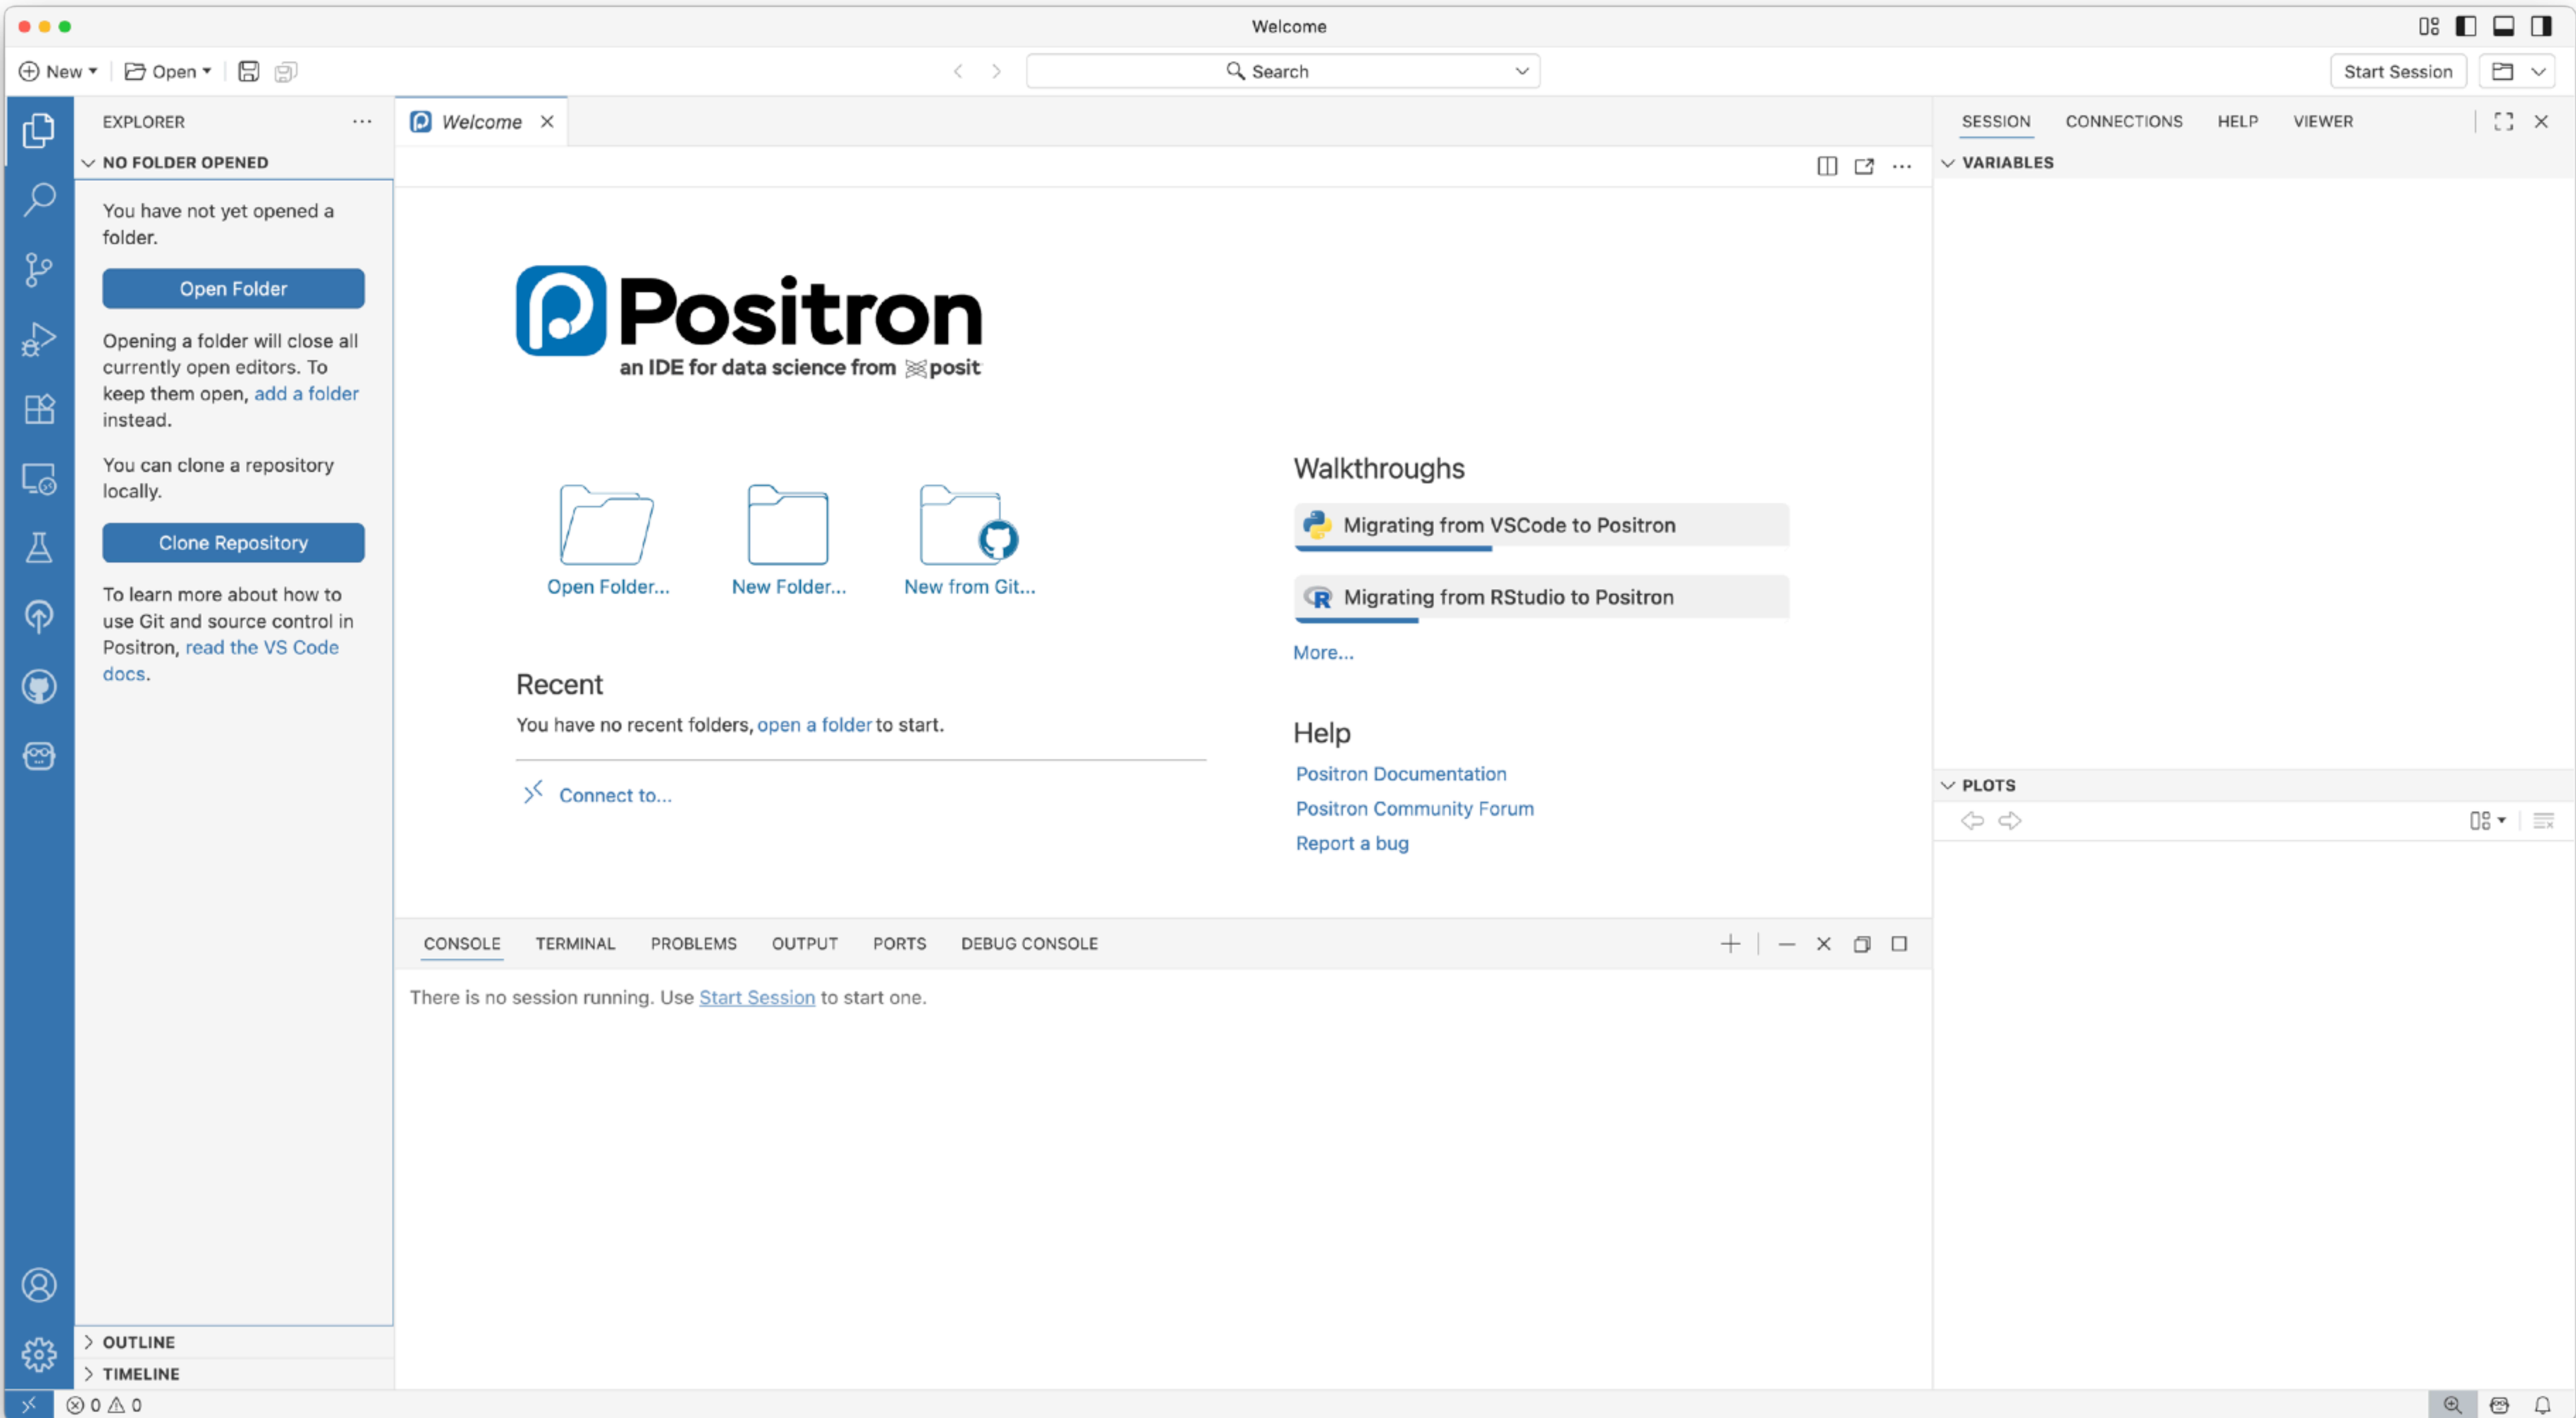 Welcome
New
Open
Search
Start Session
EXPLORER
NO FOLDER OPENED
You have not yet opened a
folder.
Open Folder
Opening a folder will close all
currently open editors. To
keep them open, add a folder
instead.
You can clone a repository
locally.
Clone Repository
To learn more about how to
use Git and source control in
Positron, read the VS Code
docs.
OUTLINE
TIMELINE
Welcome
Positron
an IDE for data science from posit
Open Folder...
New Folder...
New from Git...
Recent
You have no recent folders, open a folder to start.
Connect to...
Walkthroughs
Migrating from VSCode to Positron
Migrating from RStudio to Positron
More...
Help
Positron Documentation
Positron Community Forum
Report a bug
CONSOLE TERMINAL PROBLEMS OUTPUT PORTS DEBUG CONSOLE
There is no session running. Use Start Session to start one.
SESSION CONNECTIONS HELP VIEWER
VARIABLES
PLOTS
0 0